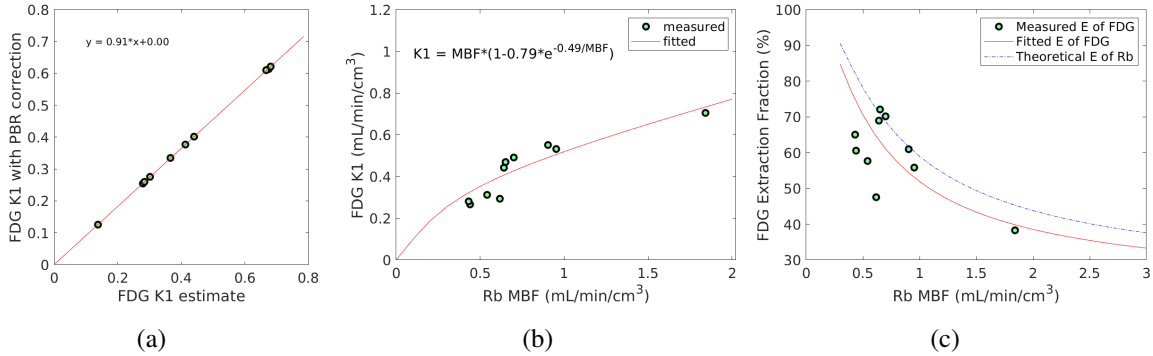 y = 0.91*x+0.00
FDG K1 with PBR correction
0.8
0.7
0.6
0.5
0.4
0.3
0.2
0.1
0
0
0.2
0.4
0.6
0.8
FDG K1 estimate
(a)
measured
fitted
K1 = MBF*(1-0.79*e^{-0.49/MBF})
FDG K1 (mL/min/cm³)
1.2
1
0.8
0.6
0.4
0.2
0
0
0.5
1
1.5
2
Rb MBF (mL/min/cm³)
(b)
Measured E of FDG
Fitted E of FDG
Theoretical E of Rb
FDG Extraction Fraction (%)
100
90
80
70
60
50
40
30
0
0.5
1
1.5
2
2.5
3
Rb MBF (mL/min/cm³)
(c)